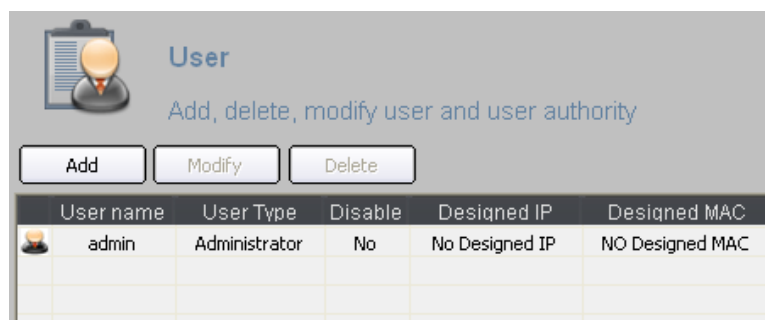 User
Add, delete, modify user and user authority
Add Modify Delete
User name User Type Disable Designed IP Designed MAC
admin Administrator No No Designed IP NO Designed MAC